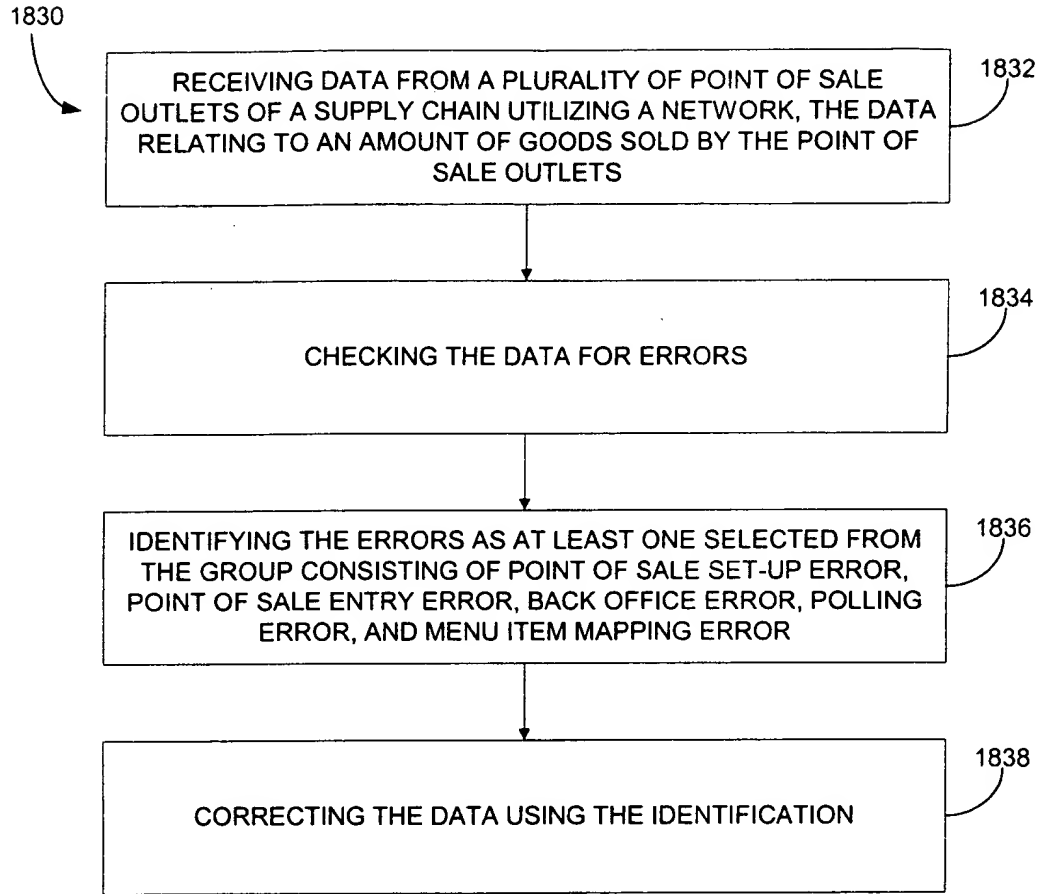 1830
RECEIVING DATA FROM A PLURALITY OF POINT OF SALE
OUTLETS OF A SUPPLY CHAIN UTILIZING A NETWORK, THE DATA
RELATING TO AN AMOUNT OF GOODS SOLD BY THE POINT OF
SALE OUTLETS
1832
CHECKING THE DATA FOR ERRORS
1834
IDENTIFYING THE ERRORS AS AT LEAST ONE SELECTED FROM
THE GROUP CONSISTING OF POINT OF SALE SET-UP ERROR,
POINT OF SALE ENTRY ERROR, BACK OFFICE ERROR, POLLING
ERROR, AND MENU ITEM MAPPING ERROR
1836
CORRECTING THE DATA USING THE IDENTIFICATION
1838